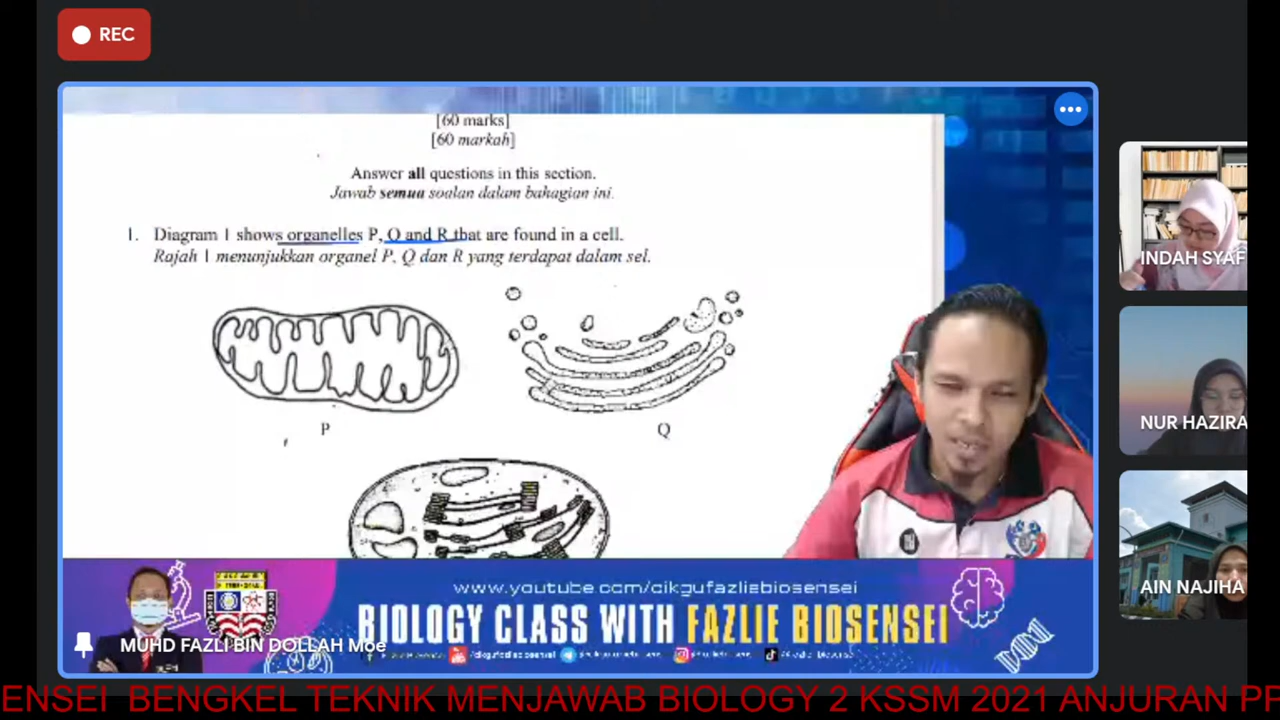 REC
[60 marks]
[60 markah]
Answer all questions in this section.
Jawab semua soalan dalam bahagian ini.
1. Diagram 1 shows organelles P, Q and R that are found in a cell.
Rajah 1 menunjukkan organel P, Q dan R yang terdapat dalam sel.
P
Q
INDAH SYAF
NUR HAZIRA
AIN NAJIHA
www.youtube.com/cikgufazliebiosensei
BIOLOGY CLASS WITH FAZLIE BIOSENSEI
MUHD FAZLI BIN DOLLAH Moe
ENSEI BENGKEL TEKNIK MENJAWAB BIOLOGY 2 KSSM 2021 ANJURAN PP